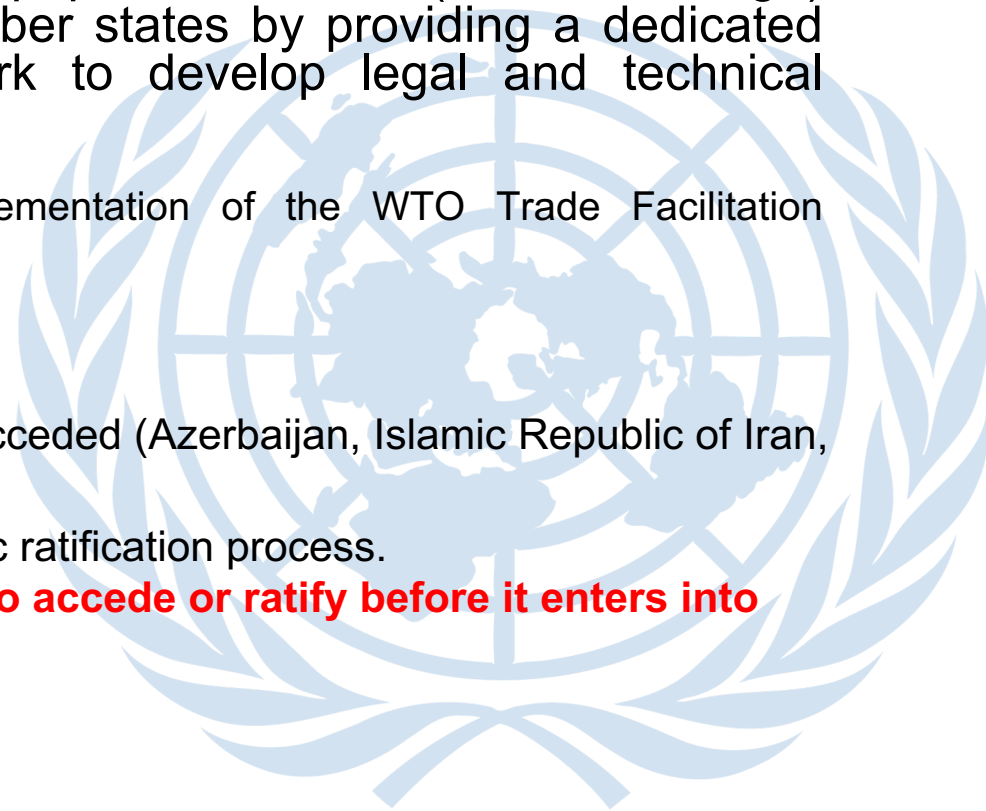 ber states by providing a dedicated
rk to develop legal and technical
ementation of the WTO Trade Facilitation
cceded (Azerbaijan, Islamic Republic of Iran,
c ratification process.
o accede or ratify before it enters into